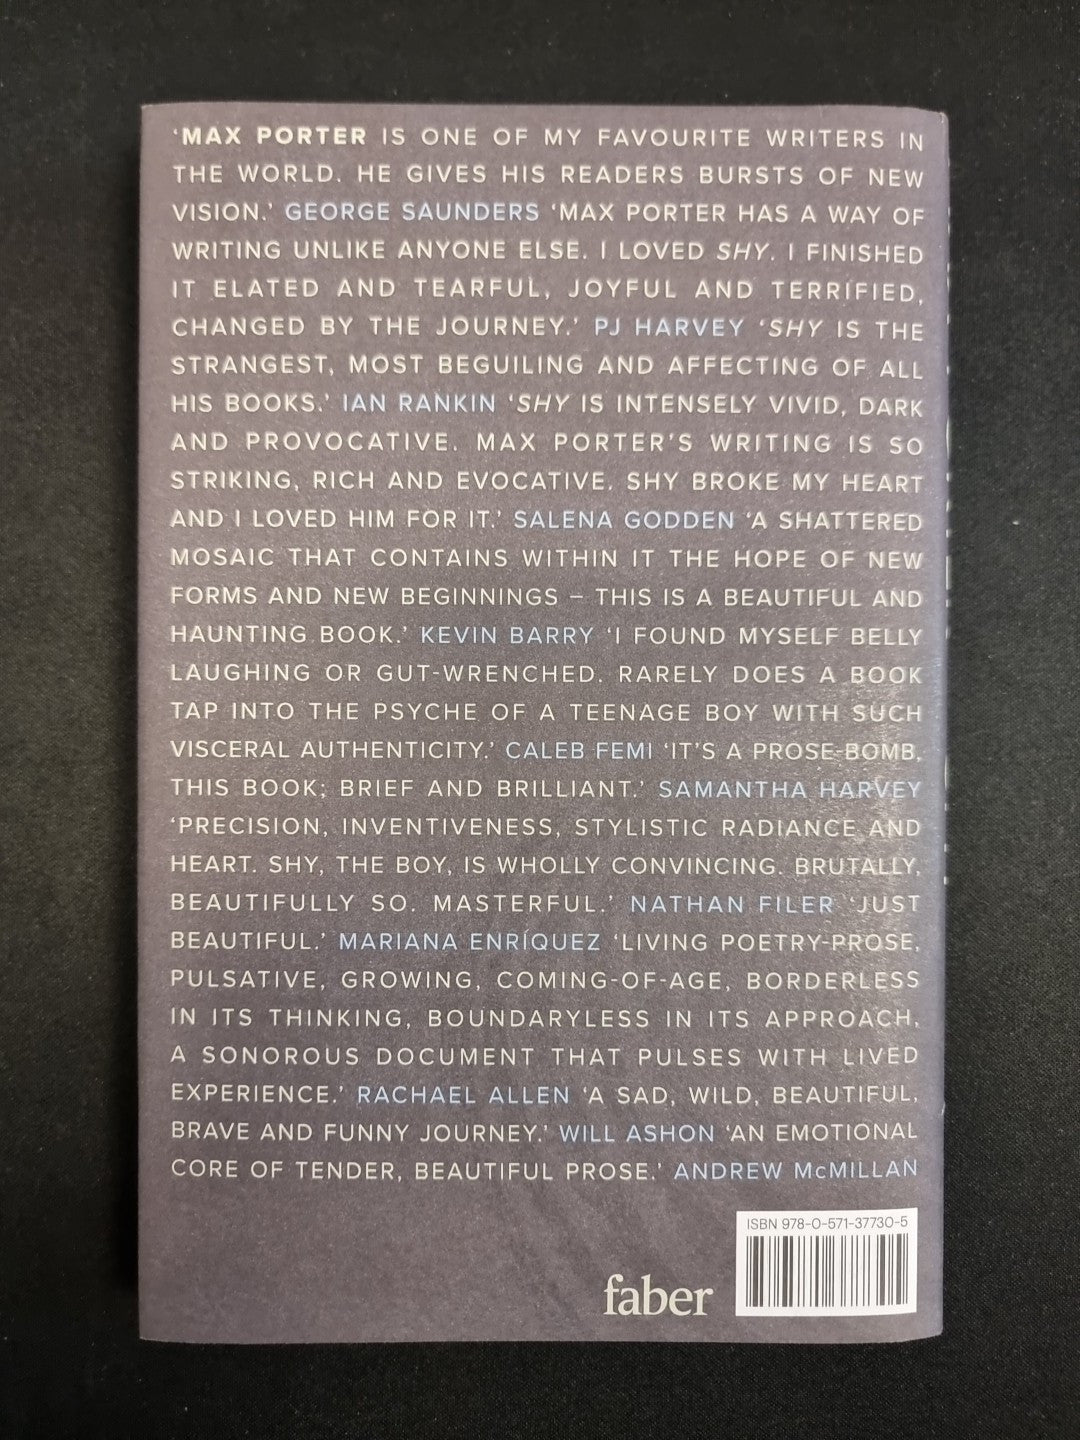 ‘MAX PORTER IS ONE OF MY FAVOURITE WRITERS IN
THE WORLD. HE GIVES HIS READERS BURSTS OF NEW
VISION.’ GEORGE SAUNDERS ‘MAX PORTER HAS A WAY OF
WRITING UNLIKE ANYONE ELSE. I LOVED SHY. I FINISHED
IT ELATED AND TEARFUL, JOYFUL AND TERRIFIED,
CHANGED BY THE JOURNEY.’ PJ HARVEY ‘SHY IS THE
STRANGEST, MOST BEGUILING AND AFFECTING OF ALL
HIS BOOKS.’ IAN RANKIN ‘SHY IS INTENSELY VIVID, DARK
AND PROVOCATIVE. MAX PORTER’S WRITING IS SO
STRIKING, RICH AND EVOCATIVE. SHY BROKE MY HEART
AND I LOVED HIM FOR IT.’ SALENA GODDEN ‘A SHATTERED
MOSAIC THAT CONTAINS WITHIN IT THE HOPE OF NEW
FORMS AND NEW BEGINNINGS – THIS IS A BEAUTIFUL AND
HAUNTING BOOK.’ KEVIN BARRY ‘I FOUND MYSELF BELLY
LAUGHING OR GUT-WRENCHED. RARELY DOES A BOOK
TAP INTO THE PSYCHE OF A TEENAGE BOY WITH SUCH
VISCERAL AUTHENTICITY.’ CALEB FEMI ‘IT’S A PROSE-BOMB,
THIS BOOK; BRIEF AND BRILLIANT.’ SAMANTHA HARVEY
‘PRECISION, INVENTIVENESS, STYLISTIC RADIANCE AND
HEART. SHY, THE BOY, IS WHOLLY CONVINCING. BRUTALLY,
BEAUTIFULLY SO. MASTERFUL.’ NATHAN FILER ‘JUST
BEAUTIFUL.’ MARIANA ENRÍQUEZ ‘LIVING POETRY-PROSE,
PULSATIVE, GROWING, COMING-OF-AGE, BORDERLESS
IN ITS THINKING, BOUNDARYLESS IN ITS APPROACH,
A SONOROUS DOCUMENT THAT PULSES WITH LIVED
EXPERIENCE.’ RACHAEL ALLEN ‘A SAD, WILD, BEAUTIFUL,
BRAVE AND FUNNY JOURNEY.’ WILL ASHON ‘AN EMOTIONAL
CORE OF TENDER, BEAUTIFUL PROSE.’ ANDREW McMILLAN
ISBN 978-0-571-37730-5
faber